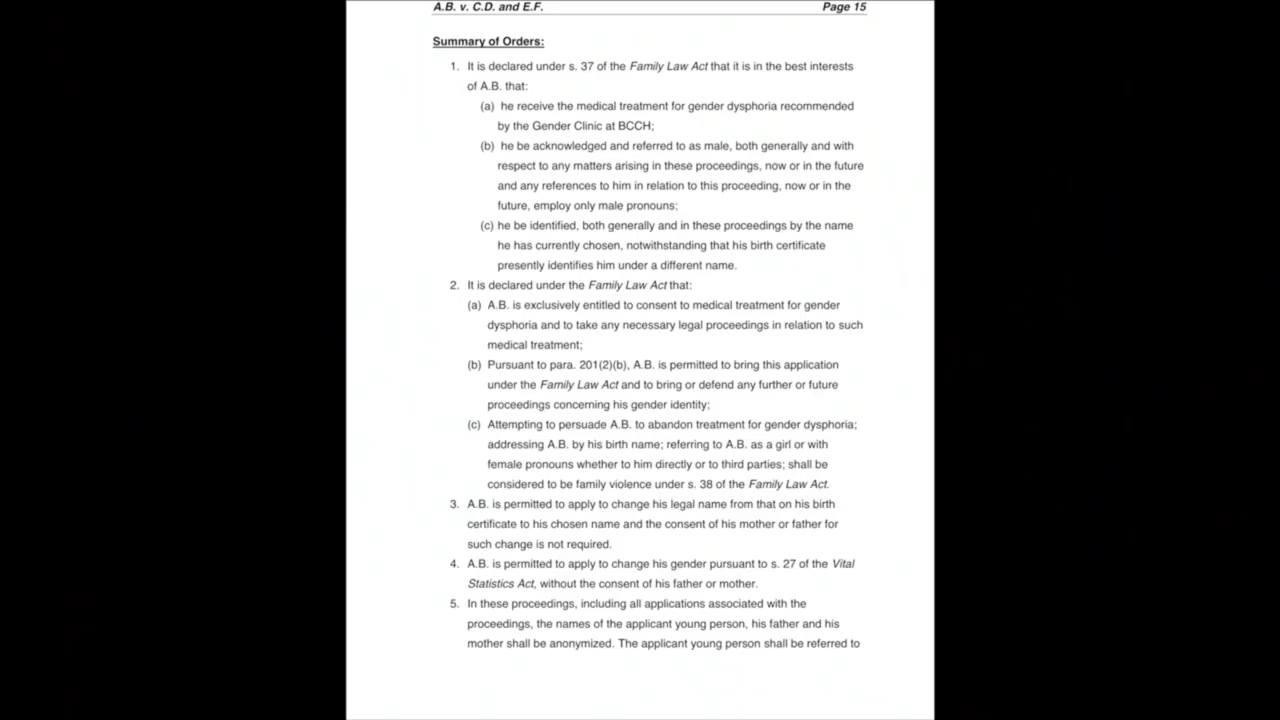 A.B. v. C.D. and E.F. Page 15
Summary of Orders:
1. It is declared under s. 37 of the Family Law Act that it is in the best interests
of A.B. that:
(a) he receive the medical treatment for gender dysphoria recommended
by the Gender Clinic at BCCH;
(b) he be acknowledged and referred to as male, both generally and with
respect to any matters arising in these proceedings, now or in the future
and any references to him in relation to this proceeding, now or in the
future, employ only male pronouns;
(c) he be identified, both generally and in these proceedings by the name
he has currently chosen, notwithstanding that his birth certificate
presently identifies him under a different name.
2. It is declared under the Family Law Act that:
(a) A.B. is exclusively entitled to consent to medical treatment for gender
dysphoria and to take any necessary legal proceedings in relation to such
medical treatment;
(b) Pursuant to para. 201(2)(b), A.B. is permitted to bring this application
under the Family Law Act and to bring or defend any further or future
proceedings concerning his gender identity;
(c) Attempting to persuade A.B. to abandon treatment for gender dysphoria;
addressing A.B. by his birth name; referring to A.B. as a girl or with
female pronouns whether to him directly or to third parties; shall be
considered to be family violence under s. 38 of the Family Law Act.
3. A.B. is permitted to apply to change his legal name from that on his birth
certificate to his chosen name and the consent of his mother or father for
such change is not required.
4. A.B. is permitted to apply to change his gender pursuant to s. 27 of the Vital
Statistics Act, without the consent of his father or mother.
5. In these proceedings, including all applications associated with the
proceedings, the names of the applicant young person, his father and his
mother shall be anonymized. The applicant young person shall be referred to